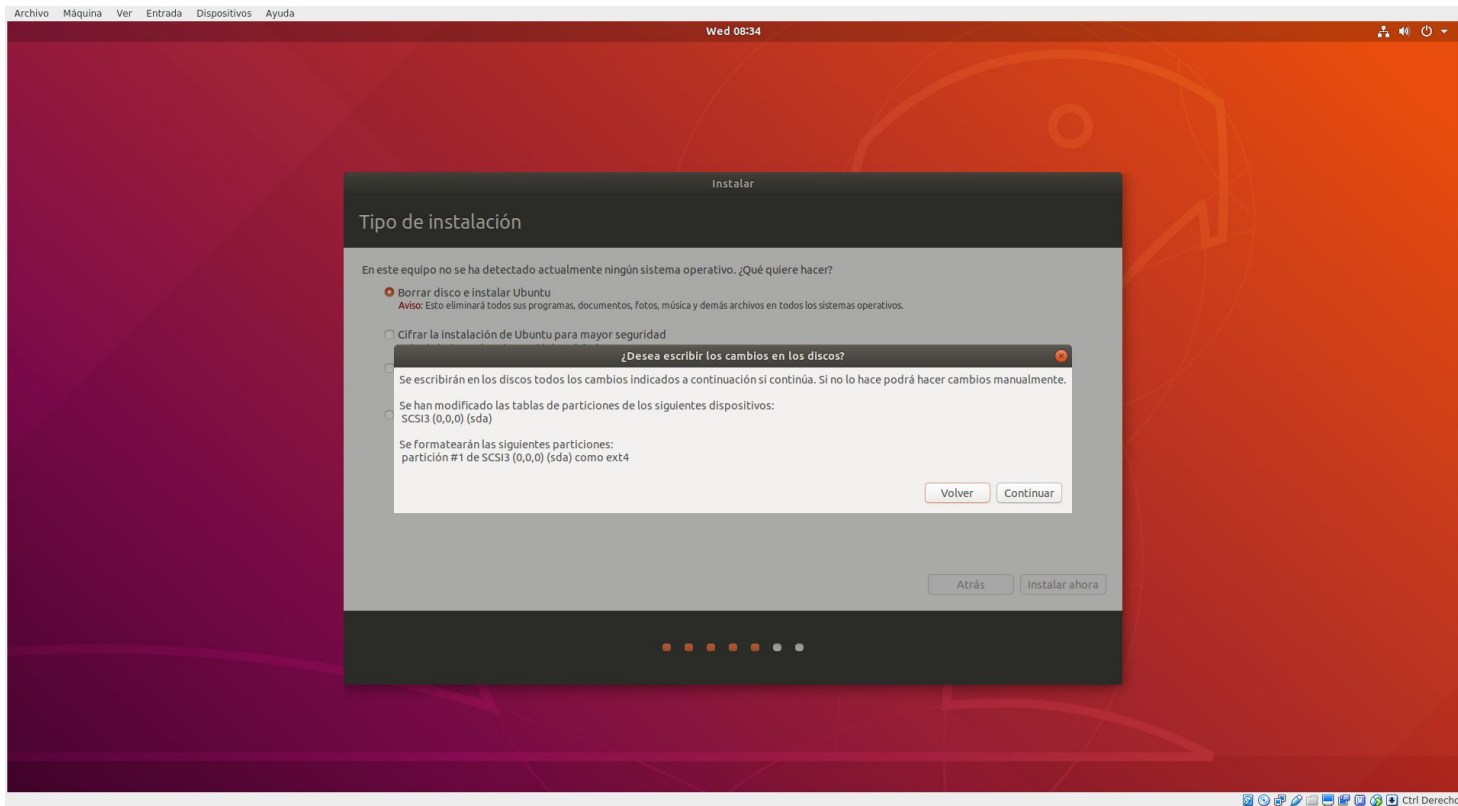 Archivo Máquina Ver Entrada Dispositivos Ayuda
Wed 08:34
Instalar
Tipo de instalación
En este equipo no se ha detectado actualmente ningún sistema operativo. ¿Qué quiere hacer?
Borrar disco e instalar Ubuntu
Aviso: Esto eliminará todos sus programas, documentos, fotos, música y demás archivos en todos los sistemas operativos.
Cifrar la instalación de Ubuntu para mayor seguridad
¿Desea escribir los cambios en los discos?
Se escribirán en los discos todos los cambios indicados a continuación si continúa. Si no lo hace podrá hacer cambios manualmente.
Se han modificado las tablas de particiones de los siguientes dispositivos:
SCSI3 (0,0,0) (sda)
Se formatearán las siguientes particiones:
partición #1 de SCSI3 (0,0,0) (sda) como ext4
Volver Continuar
Atrás Instalar ahora
Ctrl Derecho